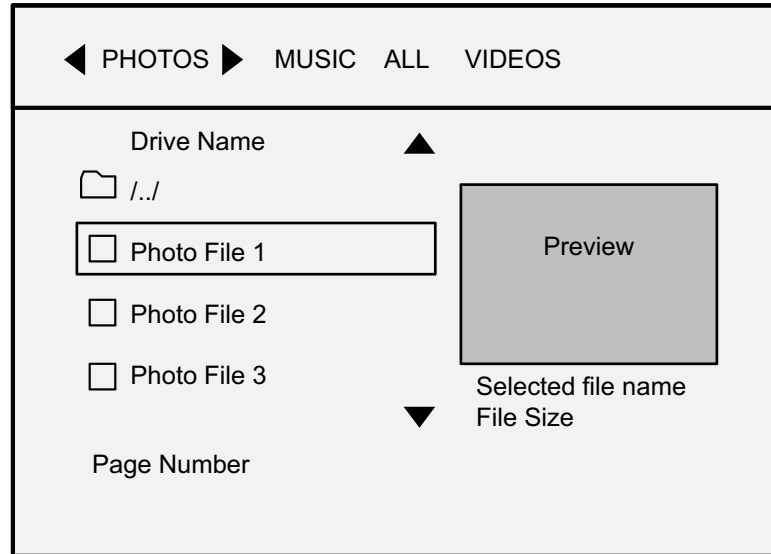 PHOTOS MUSIC ALL VIDEOS
Drive Name
/../
Photo File 1
Photo File 2
Photo File 3
Page Number
Preview
Selected file name
File Size